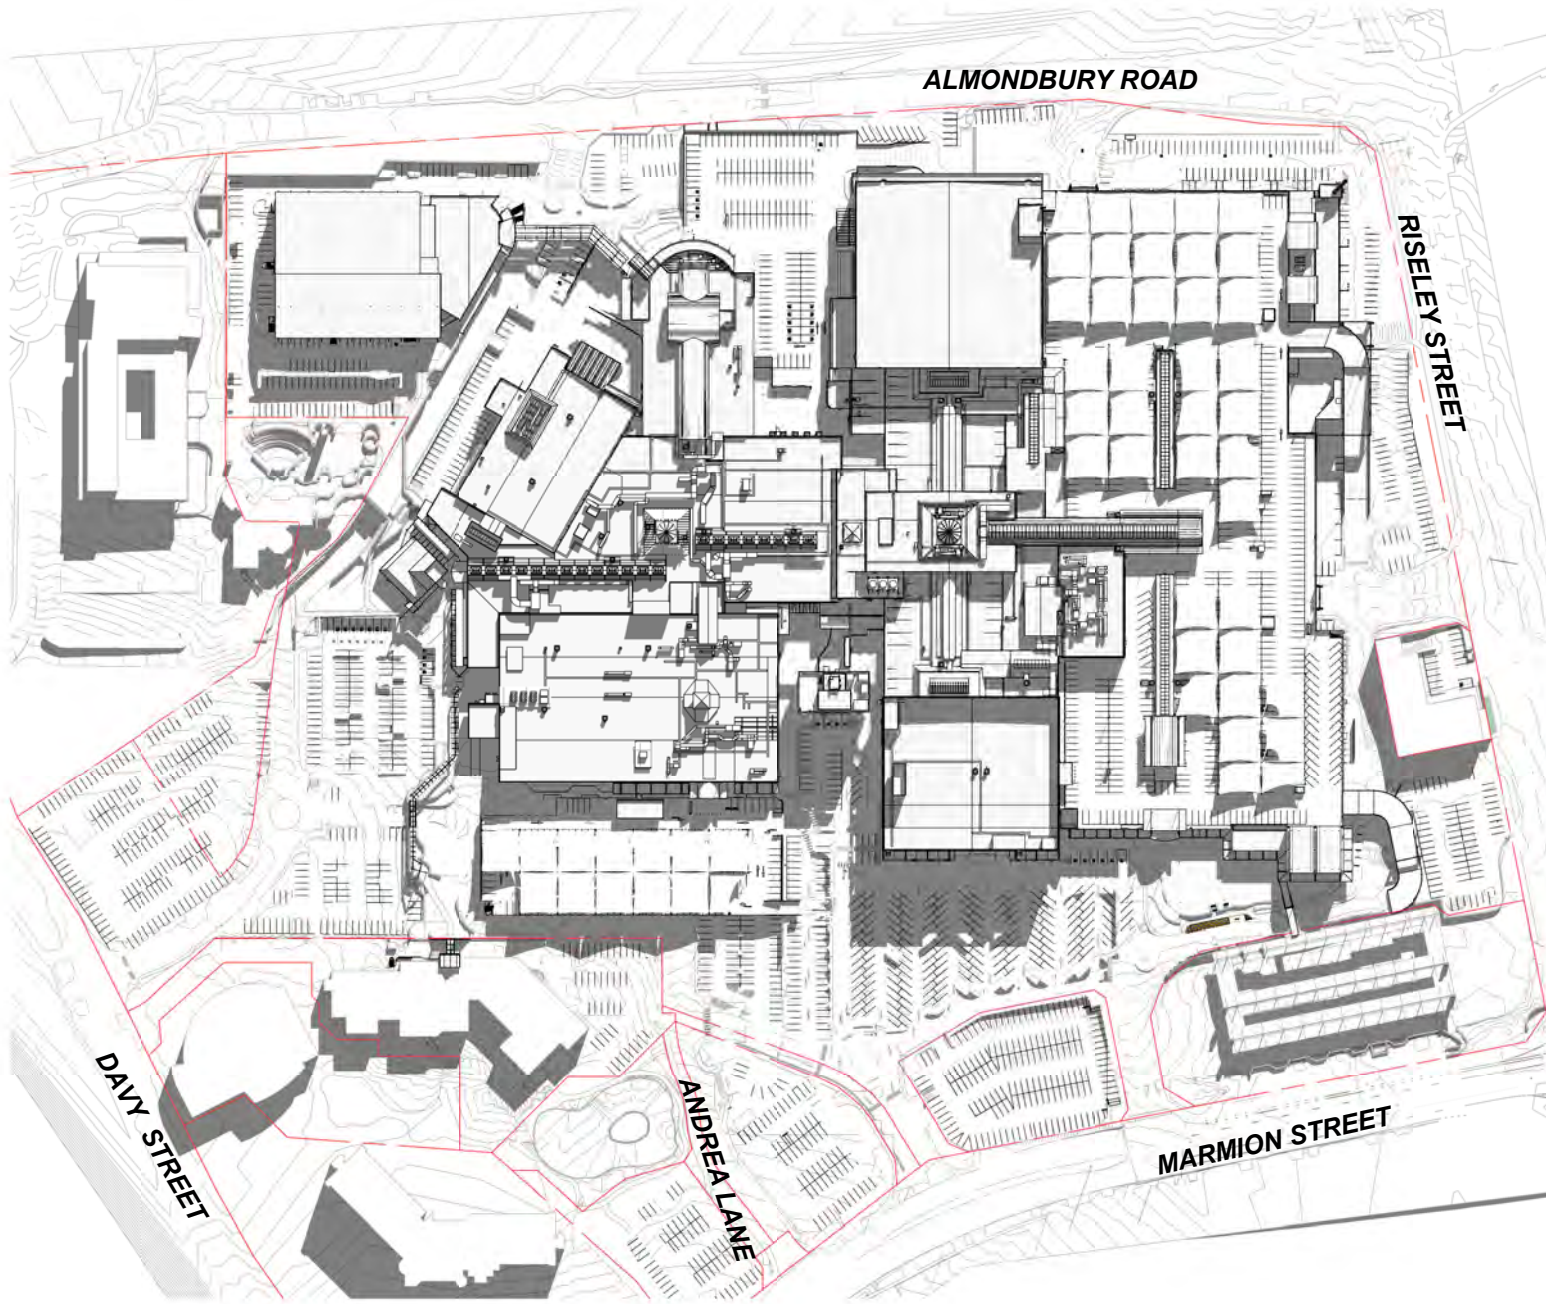 ALMONDBURY ROAD
RISELEY STREET
DAVY STREET
ANDREA LANE
MARMION STREET